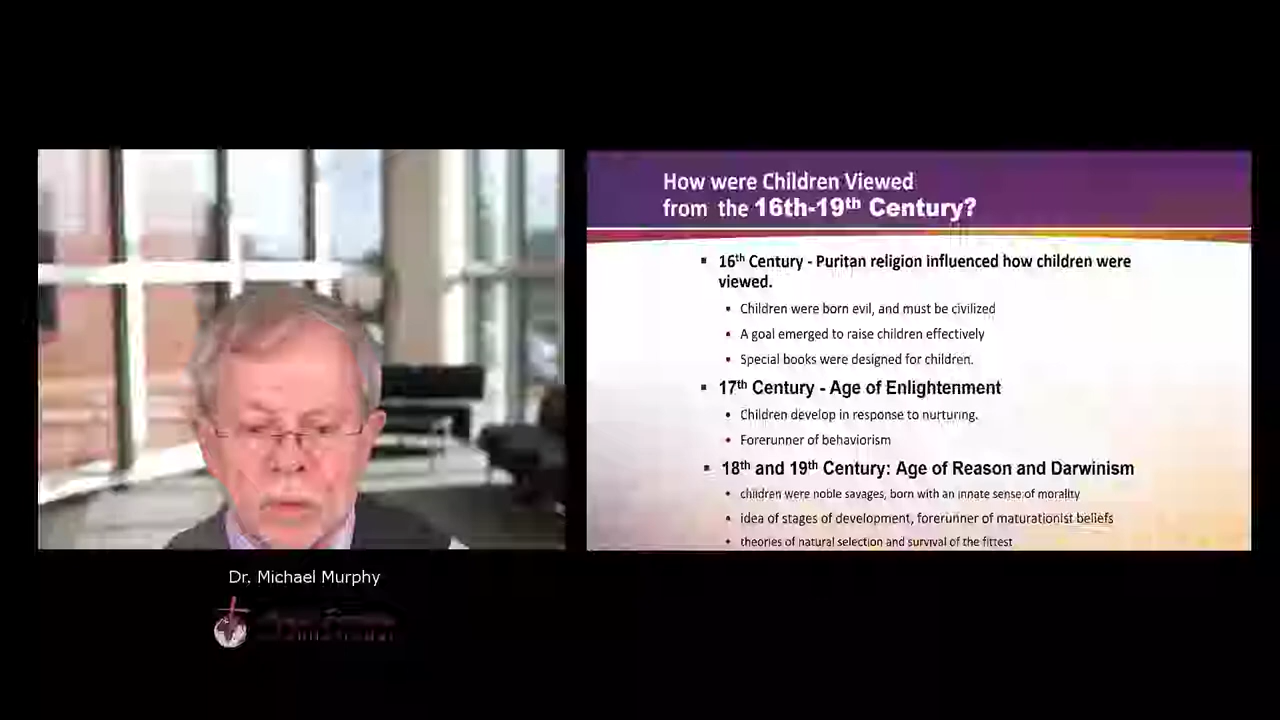 How were Children Viewed
from the 16th-19th Century?
▪ 16th Century - Puritan religion influenced how children were
viewed.
• Children were born evil, and must be civilized
• A goal emerged to raise children effectively
• Special books were designed for children.
▪ 17th Century - Age of Enlightenment
• Children develop in response to nurturing.
• Forerunner of behaviorism
▪ 18th and 19th Century: Age of Reason and Darwinism
• children were noble savages, born with an innate sense of morality
• idea of stages of development, forerunner of maturationist beliefs
• theories of natural selection and survival of the fittest
Dr. Michael Murphy